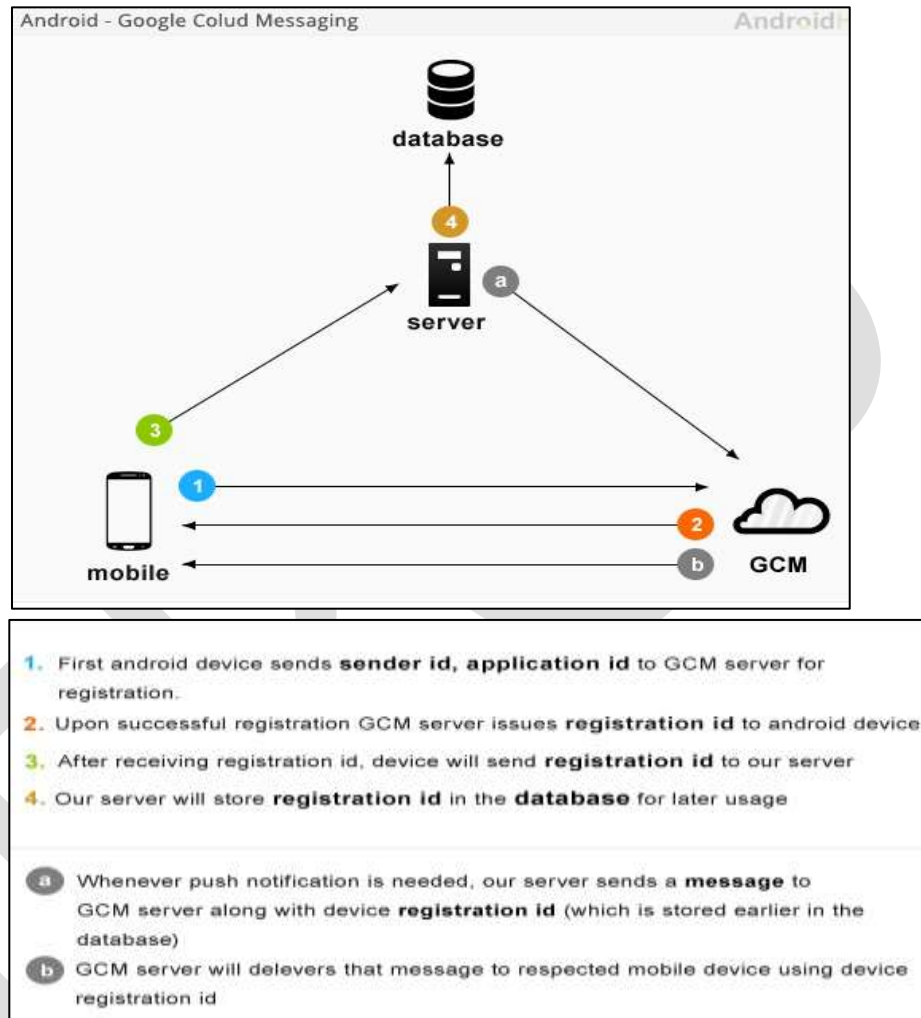 Android - Google Colud Messaging
Android
database
4
a
server
3
1
2
mobile
b
GCM
1. First android device sends sender id, application id to GCM server for
registration.
2. Upon successful registration GCM server issues registration id to android device
3. After receiving registration id, device will send registration id to our server
4. Our server will store registration id in the database for later usage
a Whenever push notification is needed, our server sends a message to
GCM server along with device registration id (which is stored earlier in the
database)
b GCM server will delevers that message to respected mobile device using device
registration id